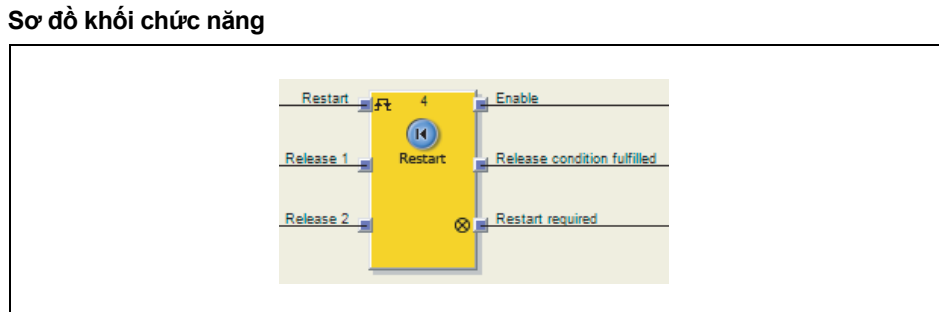 Sơ đồ khối chức năng
Restart 4 Enable
Release 1 Restart Release condition fulfilled
Release 2 Restart required